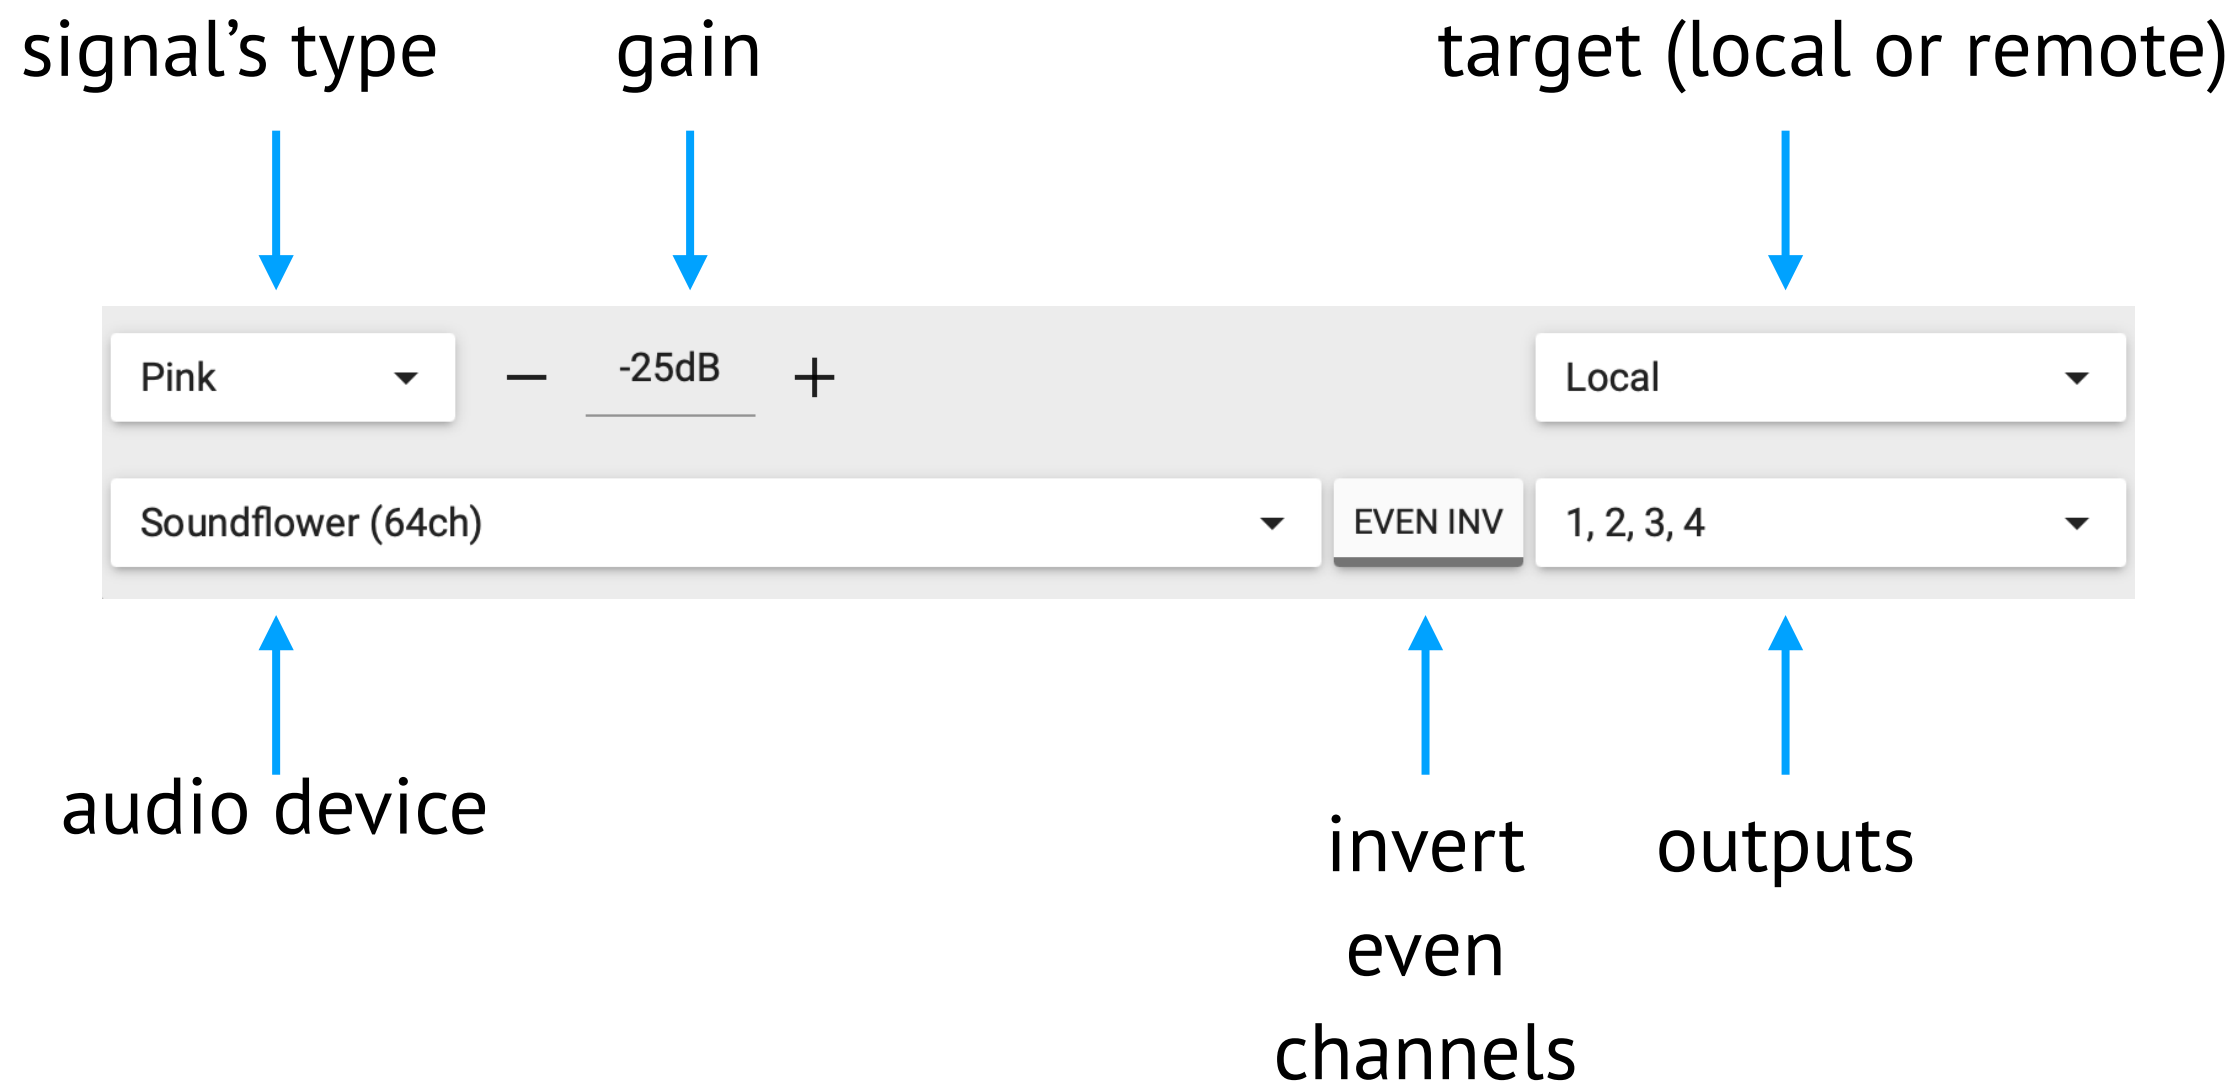 signal’s type
gain
target (local or remote)
Pink
-25dB
Local
Soundflower (64ch)
EVEN INV
1, 2, 3, 4
audio device
invert
even
channels
outputs